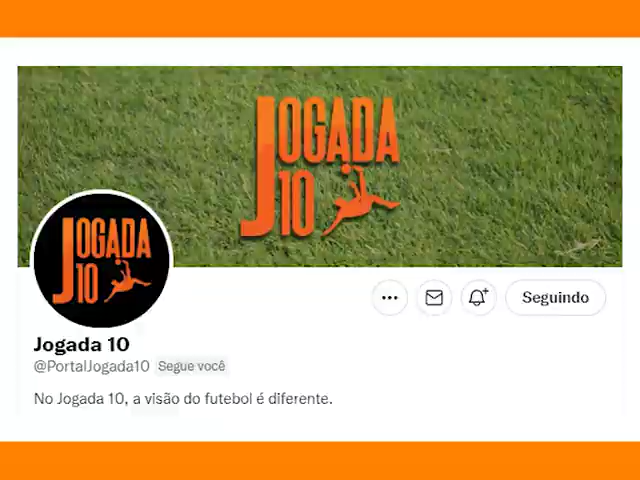 JOGADA
10
JOGADA
10
Seguindo
Jogada 10
@PortalJogada10 Segue você
No Jogada 10, a visão do futebol é diferente.